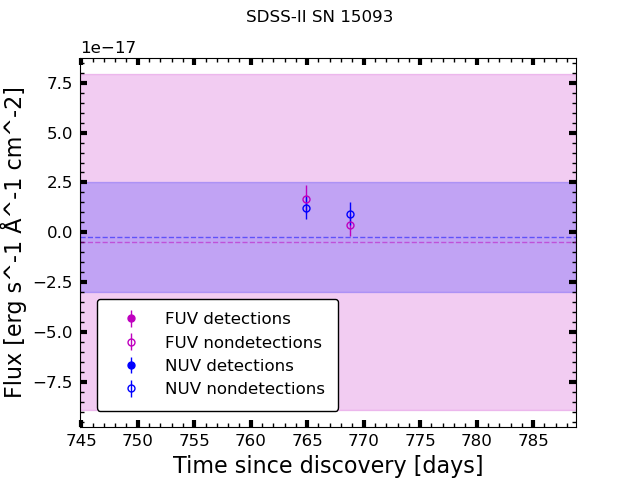 SDSS-II SN 15093
1e−17
7.5
5.0
2.5
0.0
−2.5
−5.0
−7.5
Flux [erg s^-1 Å^-1 cm^-2]
FUV detections
FUV nondetections
NUV detections
NUV nondetections
745 750 755 760 765 770 775 780 785
Time since discovery [days]